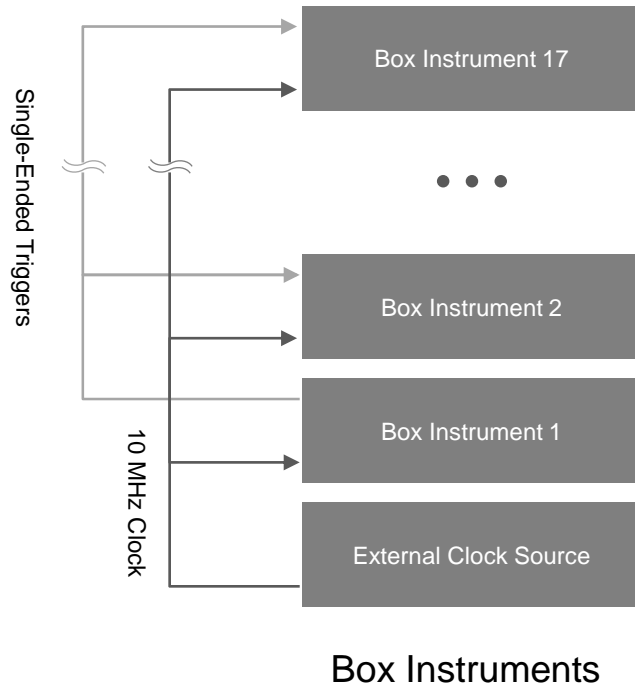 Box Instrument 17
Single-Ended Triggers
Box Instrument 2
Box Instrument 1
10 MHz Clock
External Clock Source
Box Instruments